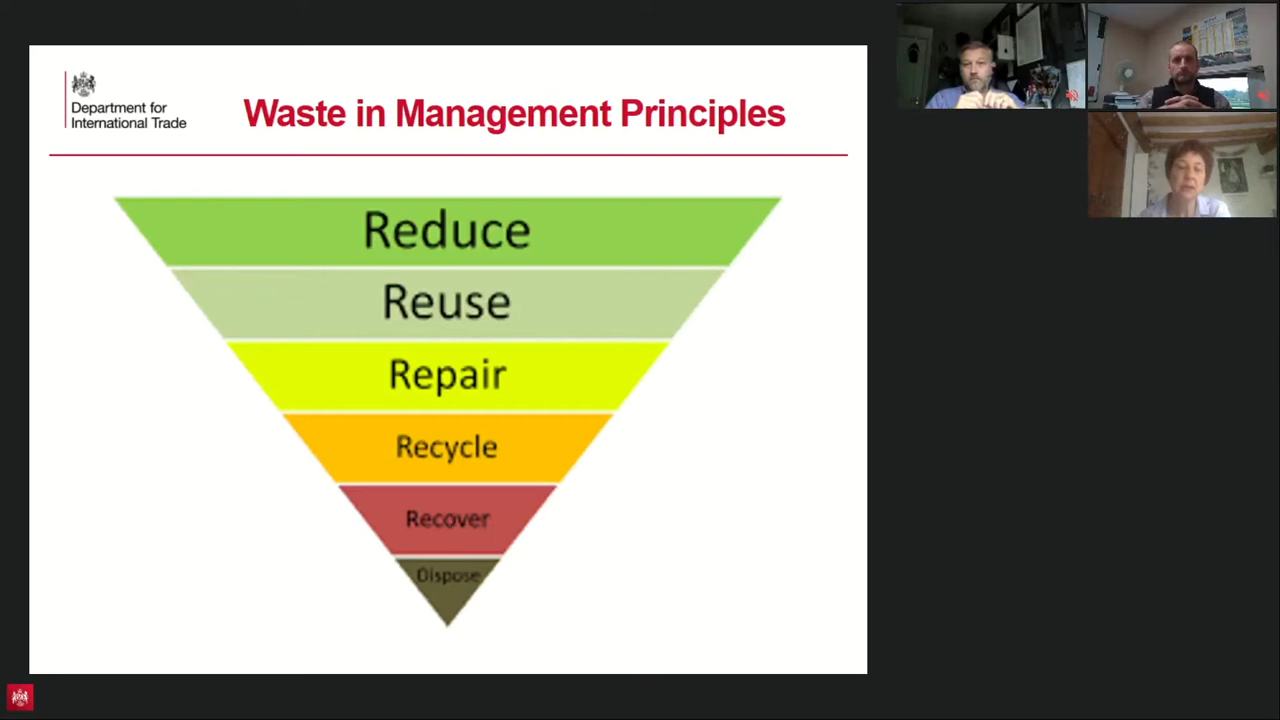 Department for
International Trade
Waste in Management Principles
Reduce
Reuse
Repair
Recycle
Recover
Dispose